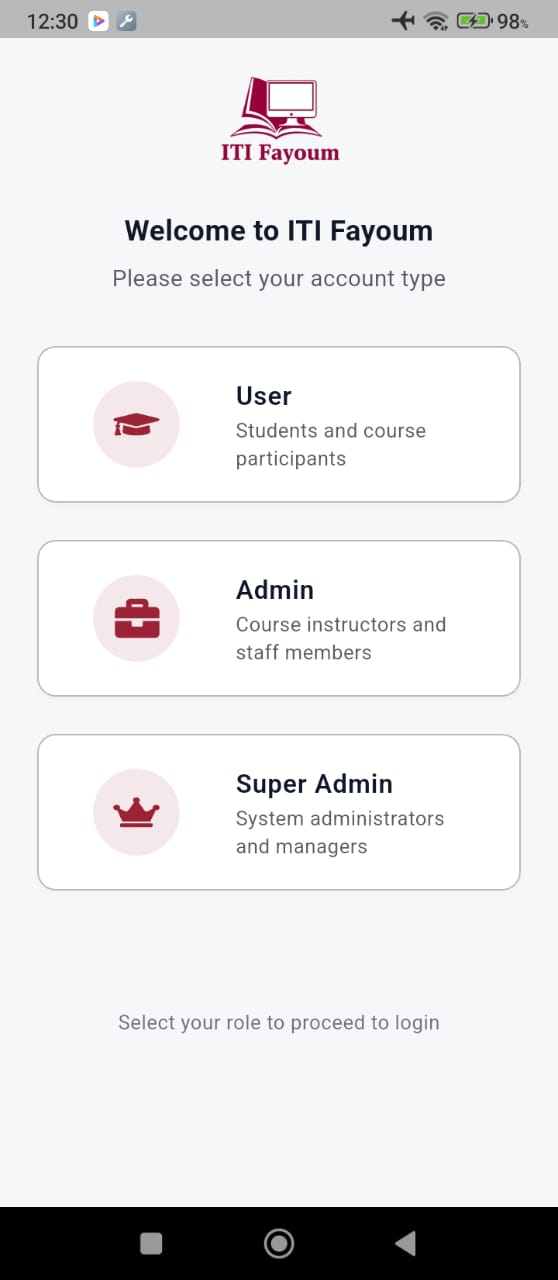 12:30
98%
ITI Fayoum
Welcome to ITI Fayoum
Please select your account type
User
Students and course
participants
Admin
Course instructors and
staff members
Super Admin
System administrators
and managers
Select your role to proceed to login